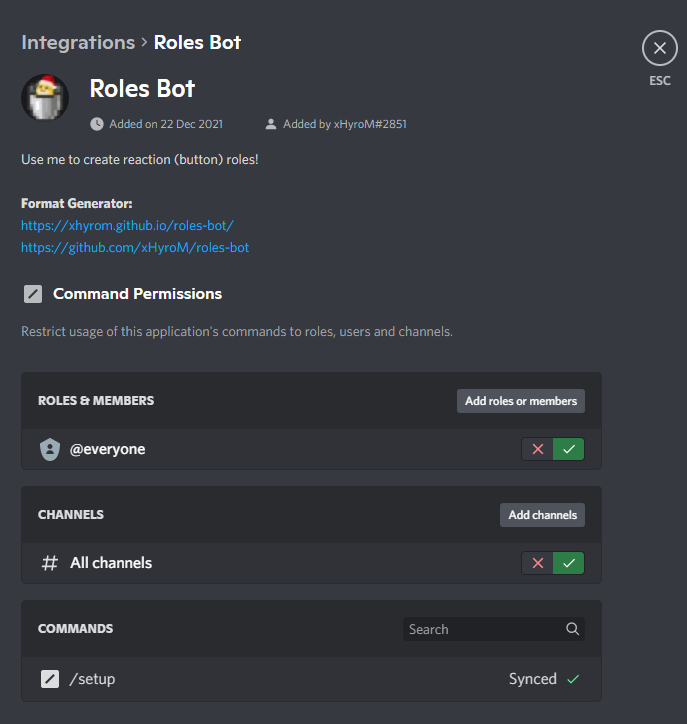 Integrations > Roles Bot
ESC
Roles Bot
Added on 22 Dec 2021 Added by xHyroM#2851
Use me to create reaction (button) roles!
Format Generator:
https://xhyrom.github.io/roles-bot/
https://github.com/xHyroM/roles-bot
Command Permissions
Restrict usage of this application's commands to roles, users and channels.
ROLES & MEMBERS Add roles or members
@everyone
CHANNELS Add channels
# All channels
COMMANDS Search
/setup Synced